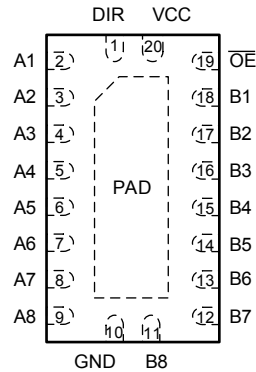 DIR VCC
1 20
A1 2 19 O̅E̅
A2 3 18 B1
A3 4 17 B2
A4 5 16 B3
PAD
A5 6 15 B4
A6 7 14 B5
A7 8 13 B6
A8 9 12 B7
10 11
GND B8